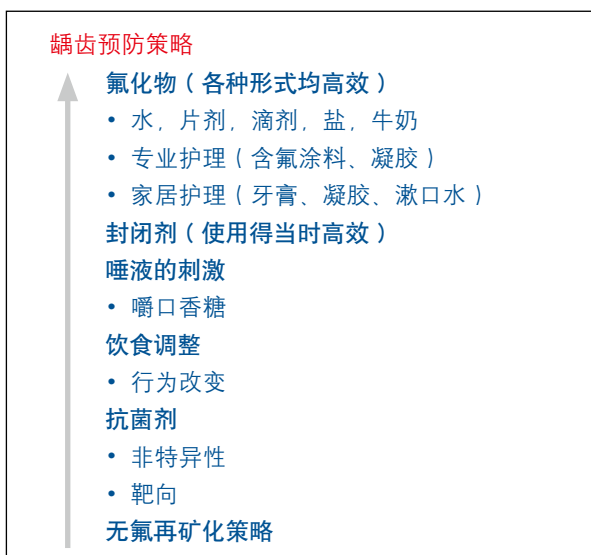 龋齿预防策略
氟化物（各种形式均高效）
• 水，片剂，滴剂，盐，牛奶
• 专业护理（含氟涂料、凝胶）
• 家居护理（牙膏、凝胶、漱口水）
封闭剂（使用得当时高效）
唾液的刺激
• 嚼口香糖
饮食调整
• 行为改变
抗菌剂
• 非特异性
• 靶向
无氟再矿化策略